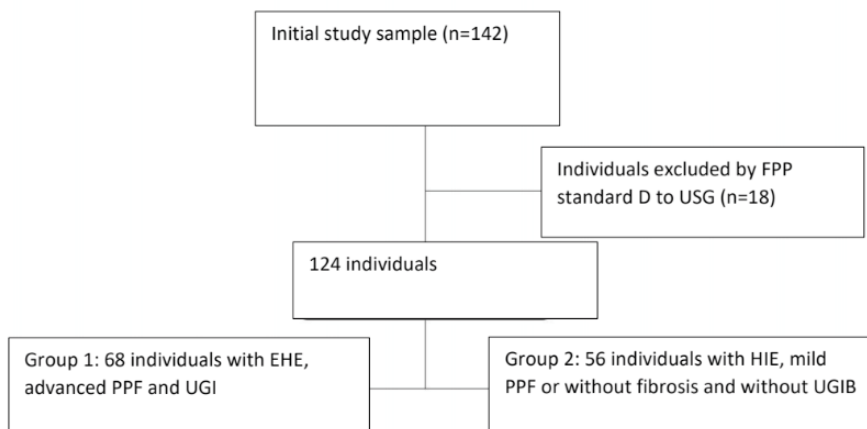 Initial study sample (n=142)
Individuals excluded by FPP
standard D to USG (n=18)
124 individuals
Group 1: 68 individuals with EHE,
advanced PPF and UGI
Group 2: 56 individuals with HIE, mild
PPF or without fibrosis and without UGIB